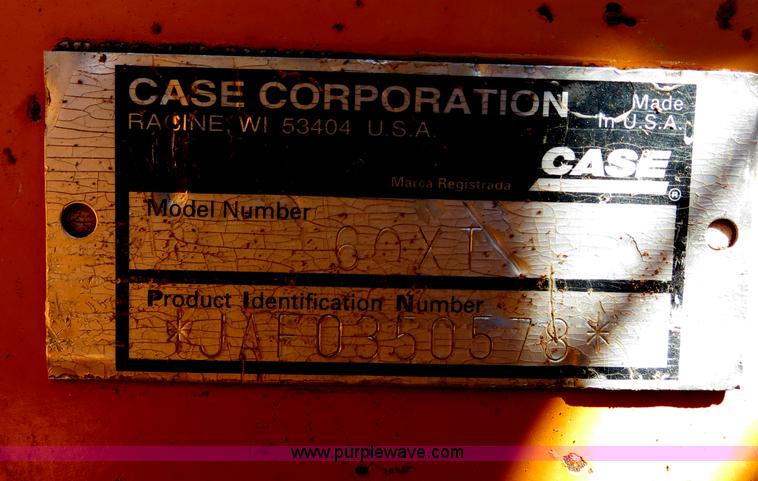 CASE CORPORATION
RACINE, WI 53404 U.S.A.
Made
In U.S.A.
CASE
®
Marca Registrada
Model Number
60XT
Product Identification Number
*JAF0350578*
www.purplewave.com